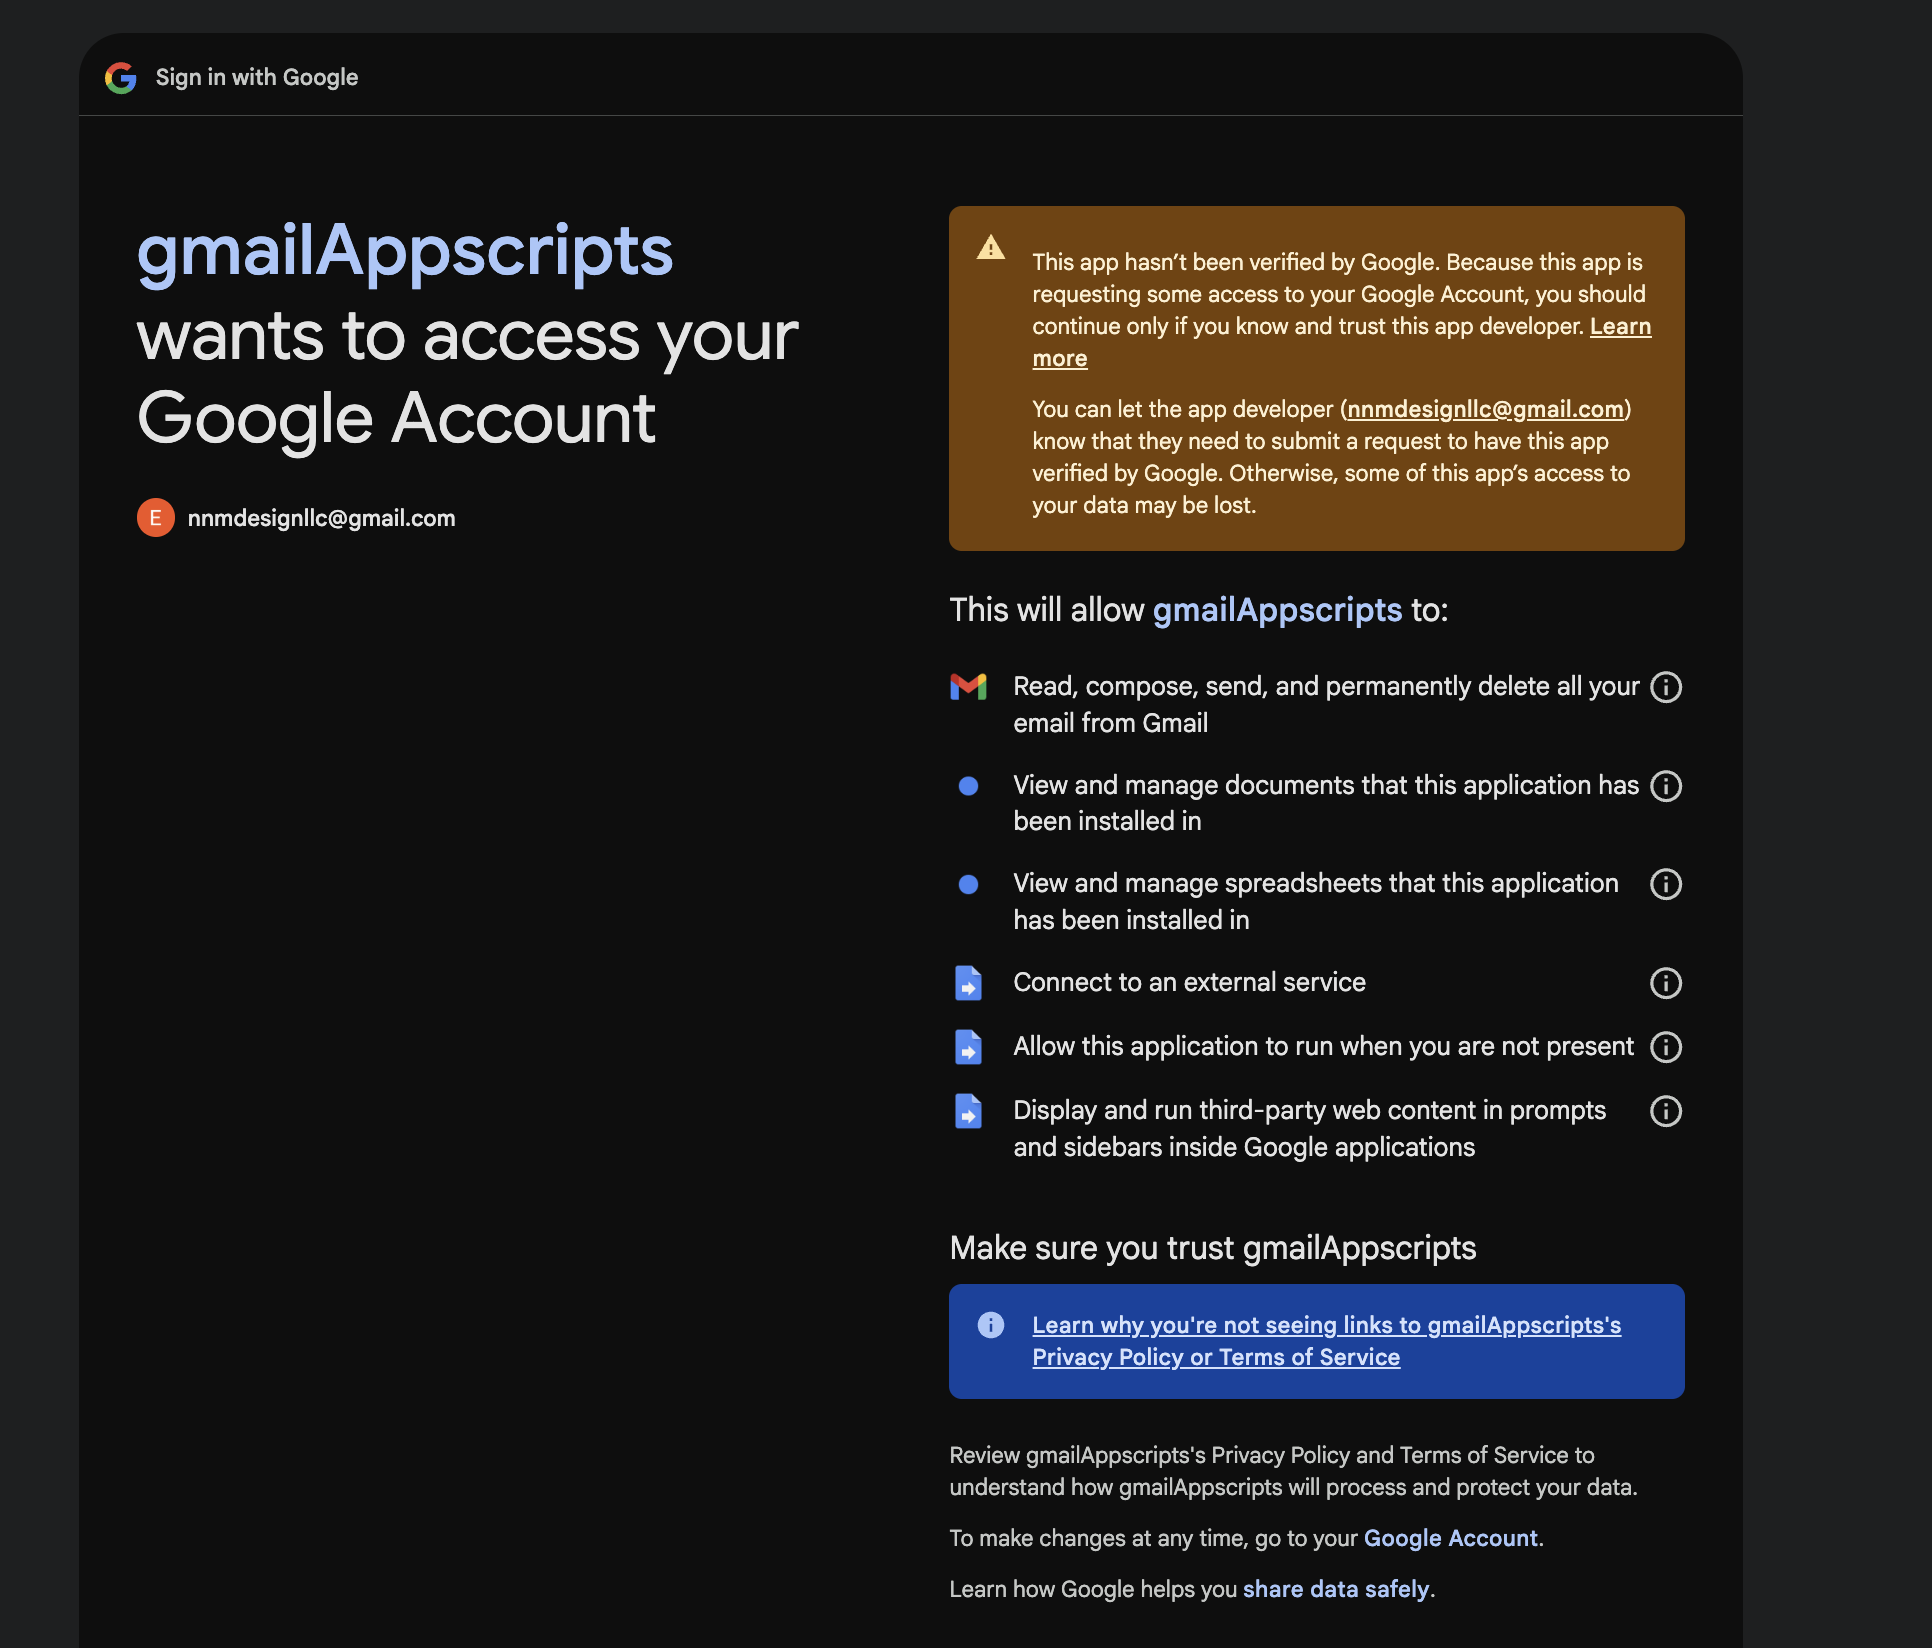 Sign in with Google
gmailAppscripts
wants to access your
Google Account
E
nnmdesignllc@gmail.com
This app hasn’t been verified by Google. Because this app is
requesting some access to your Google Account, you should
continue only if you know and trust this app developer. Learn
more
You can let the app developer (nnmdesignllc@gmail.com)
know that they need to submit a request to have this app
verified by Google. Otherwise, some of this app’s access to
your data may be lost.
This will allow gmailAppscripts to:
Read, compose, send, and permanently delete all your
email from Gmail
View and manage documents that this application has
been installed in
View and manage spreadsheets that this application
has been installed in
Connect to an external service
Allow this application to run when you are not present
Display and run third-party web content in prompts
and sidebars inside Google applications
Make sure you trust gmailAppscripts
Learn why you're not seeing links to gmailAppscripts's
Privacy Policy or Terms of Service
Review gmailAppscripts's Privacy Policy and Terms of Service to
understand how gmailAppscripts will process and protect your data.
To make changes at any time, go to your Google Account.
Learn how Google helps you share data safely.